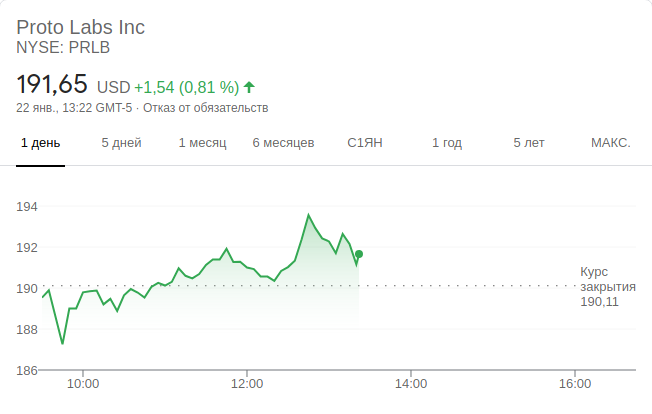 Proto Labs Inc
NYSE: PRLB
191,65 USD +1,54 (0,81 %)
22 янв., 13:22 GMT-5 · Отказ от обязательств
1 день 5 дней 1 месяц 6 месяцев С1ЯН 1 год 5 лет МАКС.
194
192
190
188
186
Курс
закрытия
190,11
10:00 12:00 14:00 16:00